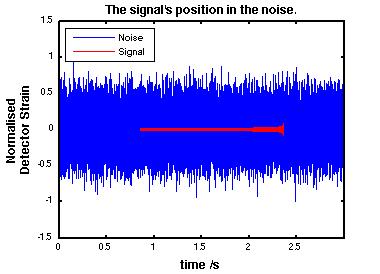 The signal's position in the noise.
1.5
Noise
Signal
1
0.5
0
-0.5
-1
-1.5
Normalised
Detector Strain
0 0.5 1 1.5 2 2.5
time /s